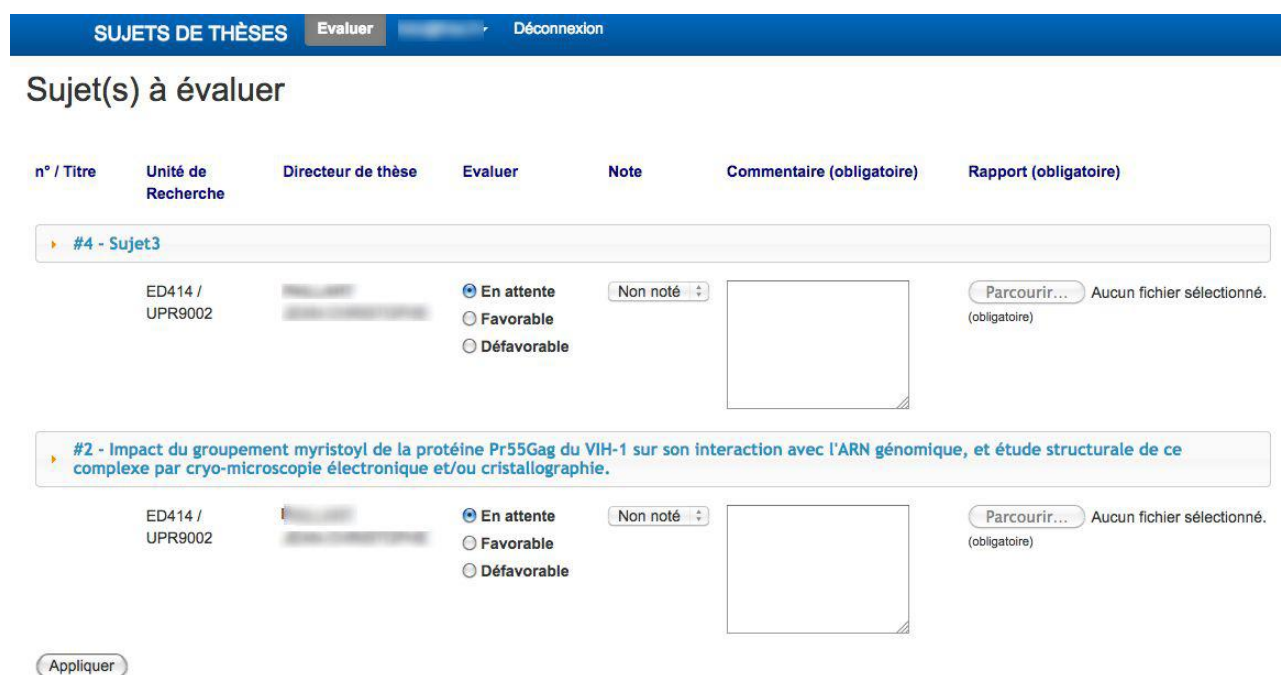 SUJETS DE THÈSES Evaluer Déconnexion
Sujet(s) à évaluer
n° / Titre Unité de Recherche Directeur de thèse Evaluer Note Commentaire (obligatoire) Rapport (obligatoire)
#4 - Sujet3
ED414 / En attente Non noté Parcourir... Aucun fichier sélectionné.
UPR9002 Favorable (obligatoire)
Défavorable
#2 - Impact du groupement myristoyl de la protéine Pr55Gag du VIH-1 sur son interaction avec l'ARN génomique, et étude structurale de ce
complexe par cryo-microscopie électronique et/ou cristallographie.
ED414 / En attente Non noté Parcourir... Aucun fichier sélectionné.
UPR9002 Favorable (obligatoire)
Défavorable
Appliquer